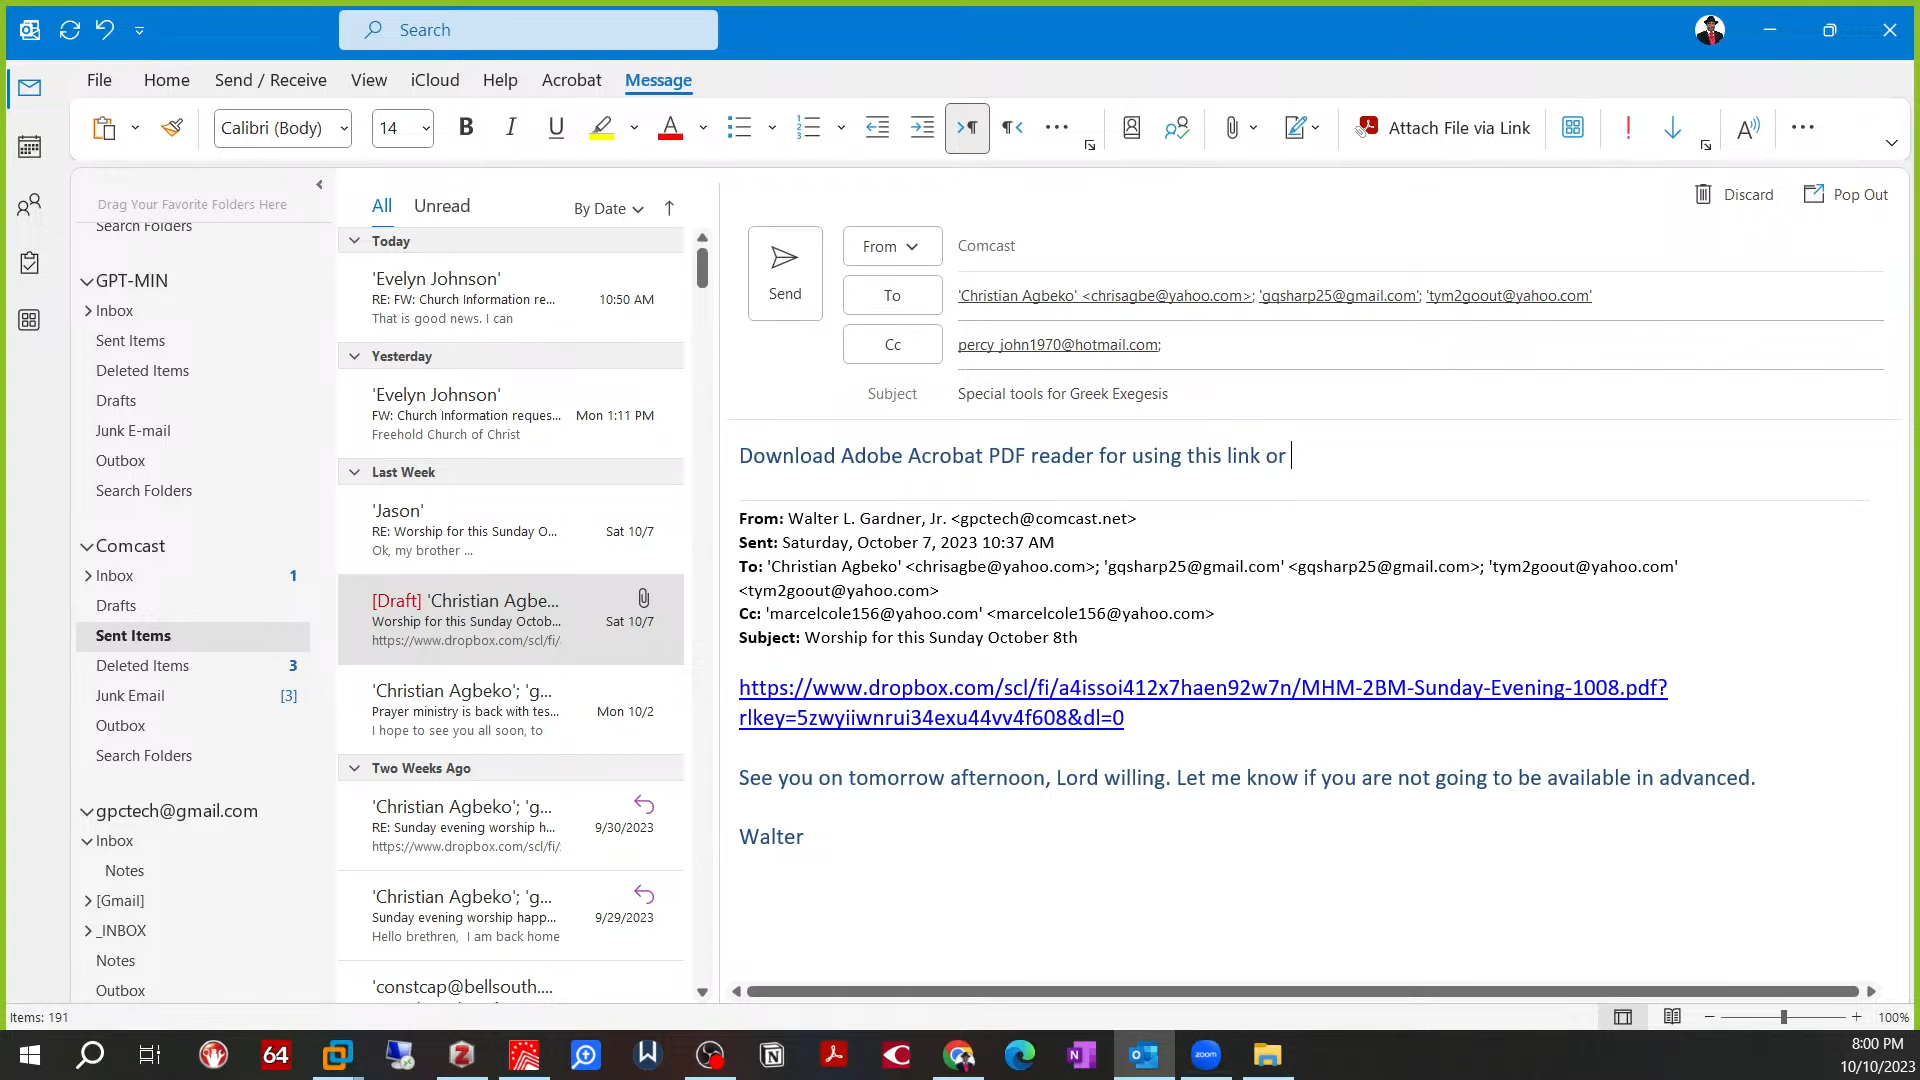 Search
File Home Send / Receive View iCloud Help Acrobat Message
Calibri (Body) 14 B I U A Attach File via Link
Drag Your Favorite Folders Here
Search Folders
GPT-MIN
Inbox
Sent Items
Deleted Items
Drafts
Junk E-mail
Outbox
Search Folders
Comcast
Inbox 1
Drafts
Sent Items
Deleted Items 3
Junk Email [3]
Outbox
Search Folders
gpctech@gmail.com
Inbox
Notes
[Gmail]
_INBOX
Notes
Outbox
All Unread By Date
Today
'Evelyn Johnson'
RE: FW: Church Information re... 10:50 AM
That is good news. I can
Yesterday
'Evelyn Johnson'
FW: Church Information reques... Mon 1:11 PM
Freehold Church of Christ
Last Week
'Jason'
RE: Worship for this Sunday O... Sat 10/7
Ok, my brother ...
[Draft] 'Christian Agbe...
Worship for this Sunday Octob... Sat 10/7
https://www.dropbox.com/scl/fi/
'Christian Agbeko'; 'g...
Prayer ministry is back with tes... Mon 10/2
I hope to see you all soon, to
Two Weeks Ago
'Christian Agbeko'; 'g...
RE: Sunday evening worship h... 9/30/2023
https://www.dropbox.com/scl/fi/
'Christian Agbeko'; 'g...
Sunday evening worship happ... 9/29/2023
Hello brethren, I am back home
'constcap@bellsouth....
Discard Pop Out
Send
From Comcast
To 'Christian Agbeko' <chrisagbe@yahoo.com>; 'gqsharp25@gmail.com'; 'tym2goout@yahoo.com'
Cc percy_john1970@hotmail.com;
Subject Special tools for Greek Exegesis
Download Adobe Acrobat PDF reader for using this link or
From: Walter L. Gardner, Jr. <gpctech@comcast.net>
Sent: Saturday, October 7, 2023 10:37 AM
To: 'Christian Agbeko' <chrisagbe@yahoo.com>; 'gqsharp25@gmail.com' <gqsharp25@gmail.com>; 'tym2goout@yahoo.com'
<tym2goout@yahoo.com>
Cc: 'marcelcole156@yahoo.com' <marcelcole156@yahoo.com>
Subject: Worship for this Sunday October 8th
https://www.dropbox.com/scl/fi/a4issoi412x7haen92w7n/MHM-2BM-Sunday-Evening-1008.pdf?
rlkey=5zwyiiwnrui34exu44vv4f608&dl=0
See you on tomorrow afternoon, Lord willing. Let me know if you are not going to be available in advanced.
Walter
Items: 191
100%
64
zoom
8:00 PM
10/10/2023